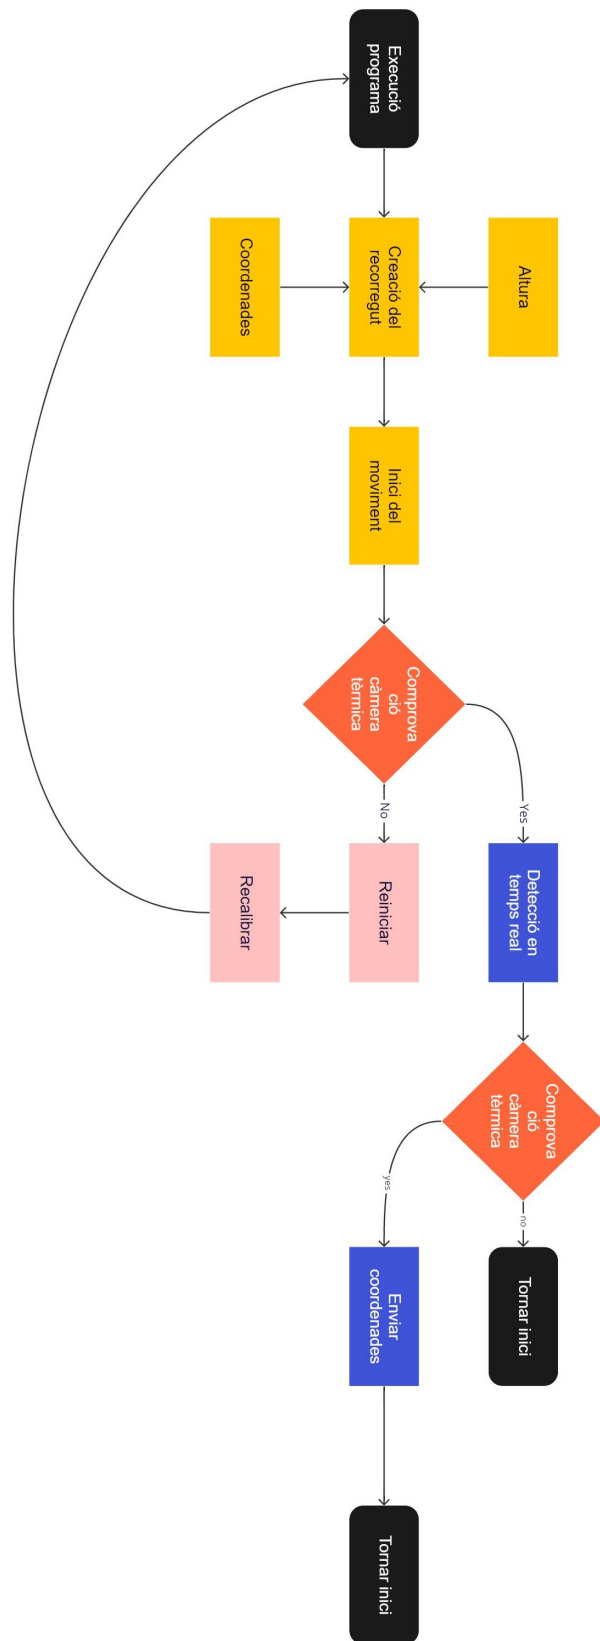 Altura
Execució
programa
Creació del
recorregut
Inici del
moviment
Coordenades
Comprova
ció
càmera
tèrmica
Yes
No
Detecció en
temps real
Reiniciar
Recalibrar
Comprova
ció
càmera
tèrmica
no
yes
Tornar inici
Enviar
coordenades
Tornar inici